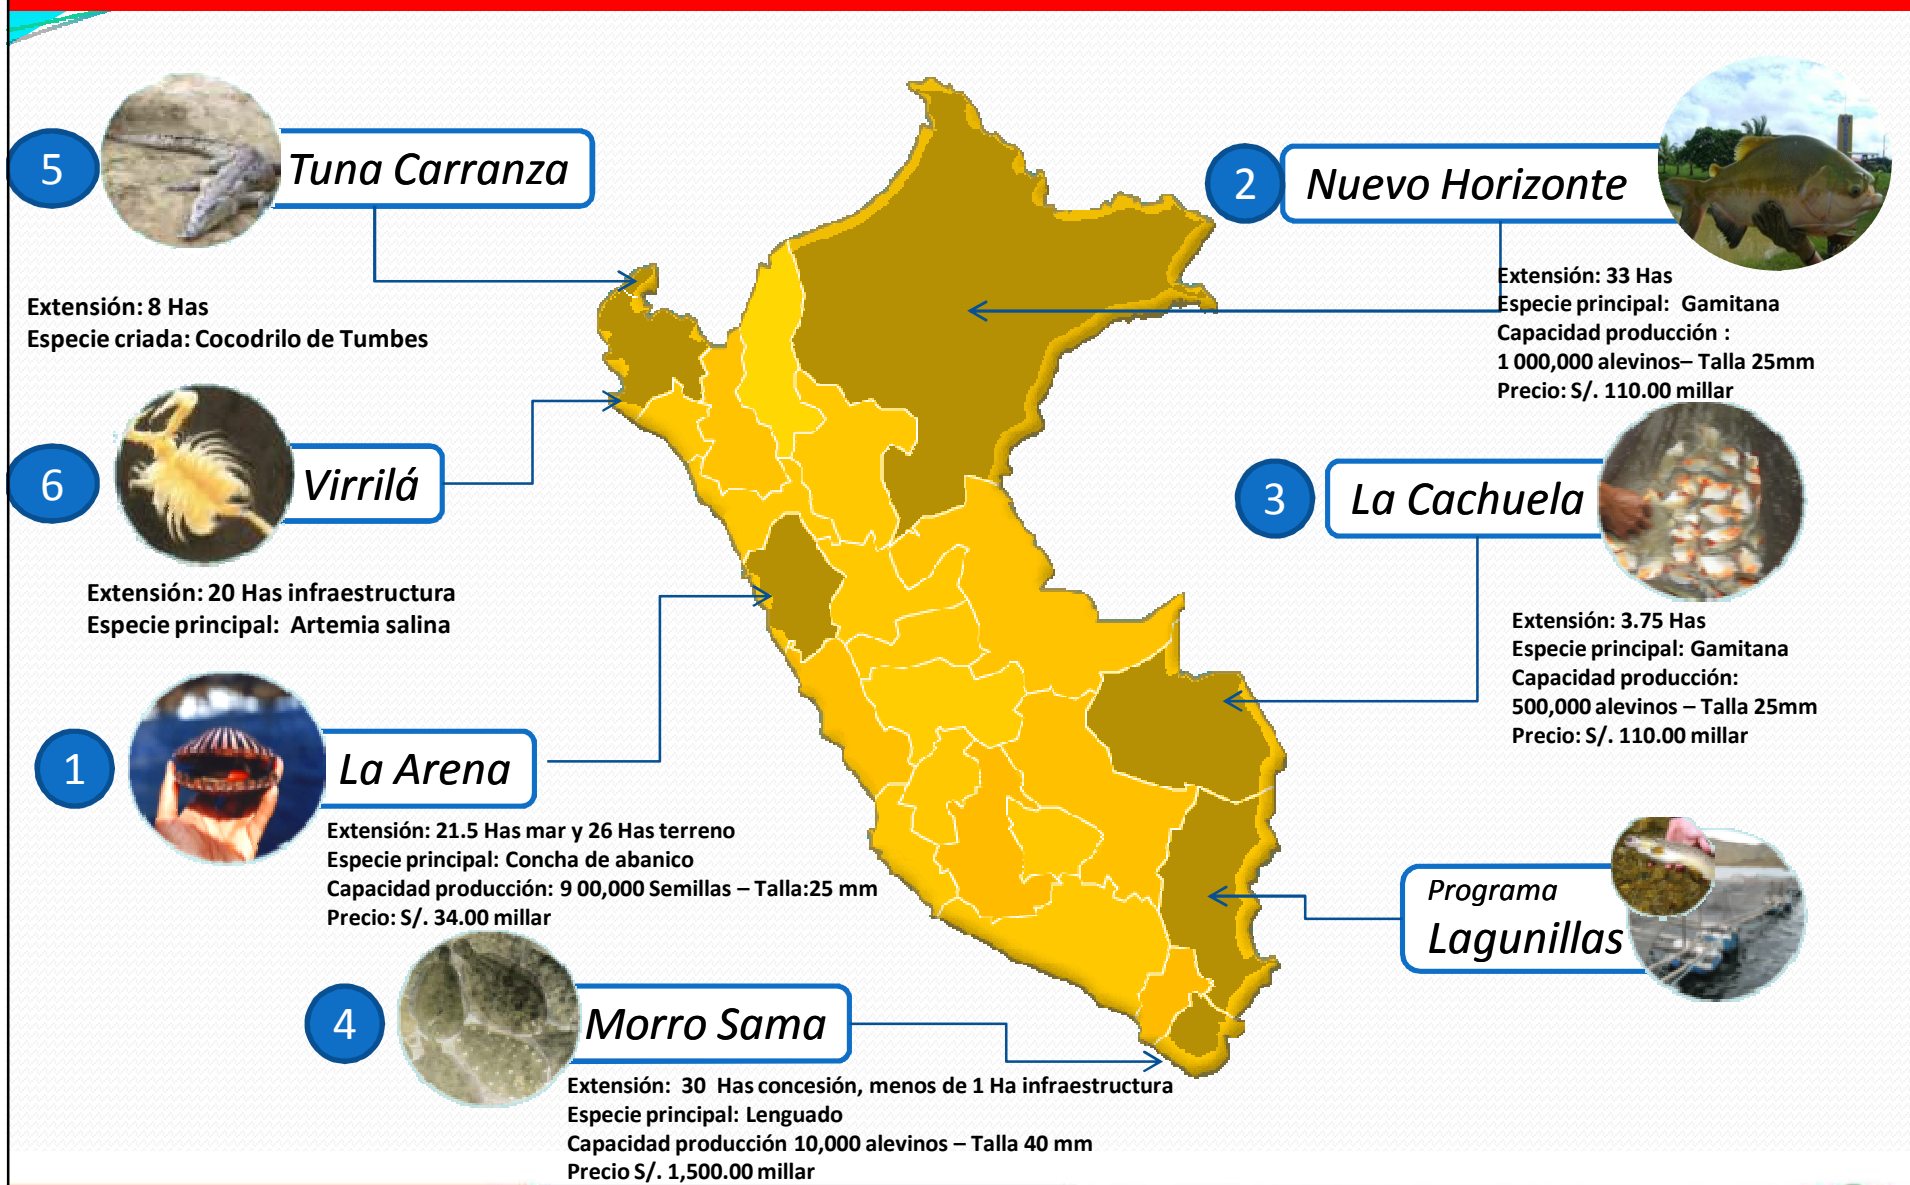 5
Tuna Carranza
Extensión: 8 Has
Especie criada: Cocodrilo de Tumbes
6
Virrilá
Extensión: 20 Has infraestructura
Especie principal: Artemia salina
1
La Arena
Extensión: 21.5 Has mar y 26 Has terreno
Especie principal: Concha de abanico
Capacidad producción: 9 00,000 Semillas – Talla:25 mm
Precio: S/. 34.00 millar
4
Morro Sama
Extensión: 30 Has concesión, menos de 1 Ha infraestructura
Especie principal: Lenguado
Capacidad producción 10,000 alevinos – Talla 40 mm
Precio S/. 1,500.00 millar
2
Nuevo Horizonte
Extensión: 33 Has
Especie principal: Gamitana
Capacidad producción :
1 000,000 alevinos– Talla 25mm
Precio: S/. 110.00 millar
3
La Cachuela
Extensión: 3.75 Has
Especie principal: Gamitana
Capacidad producción:
500,000 alevinos – Talla 25mm
Precio: S/. 110.00 millar
Programa
Lagunillas